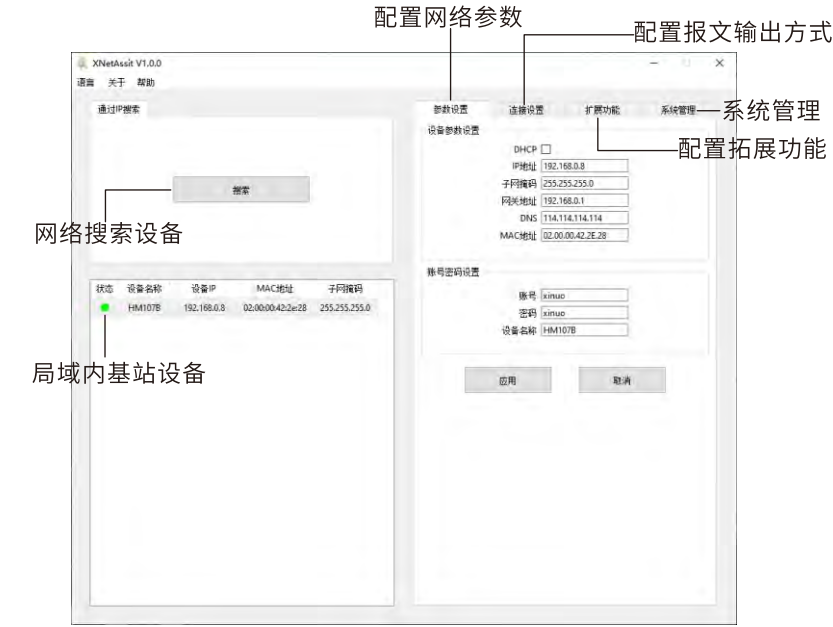 配置网络参数
配置报文输出方式
XNetAssit V1.0.0
语言 关于 帮助
通过IP搜索
参数设置 连接设置 扩展功能 系统管理
系统管理
配置拓展功能
设备参数设置
DHCP
IP地址 192.168.0.8
搜索
子网掩码 255.255.255.0
网关地址 192.168.0.1
DNS 114.114.114.114
MAC地址 02.00.00.42.2E.28
网络搜索设备
账号密码设置
状态 设备名称 设备IP MAC地址 子网掩码
HM107B 192.168.0.8 02:00:00:42:2e:28 255.255.255.0
账号 xinuo
密码 xinuo
设备名称 HM107B
局域内基站设备
应用 取消